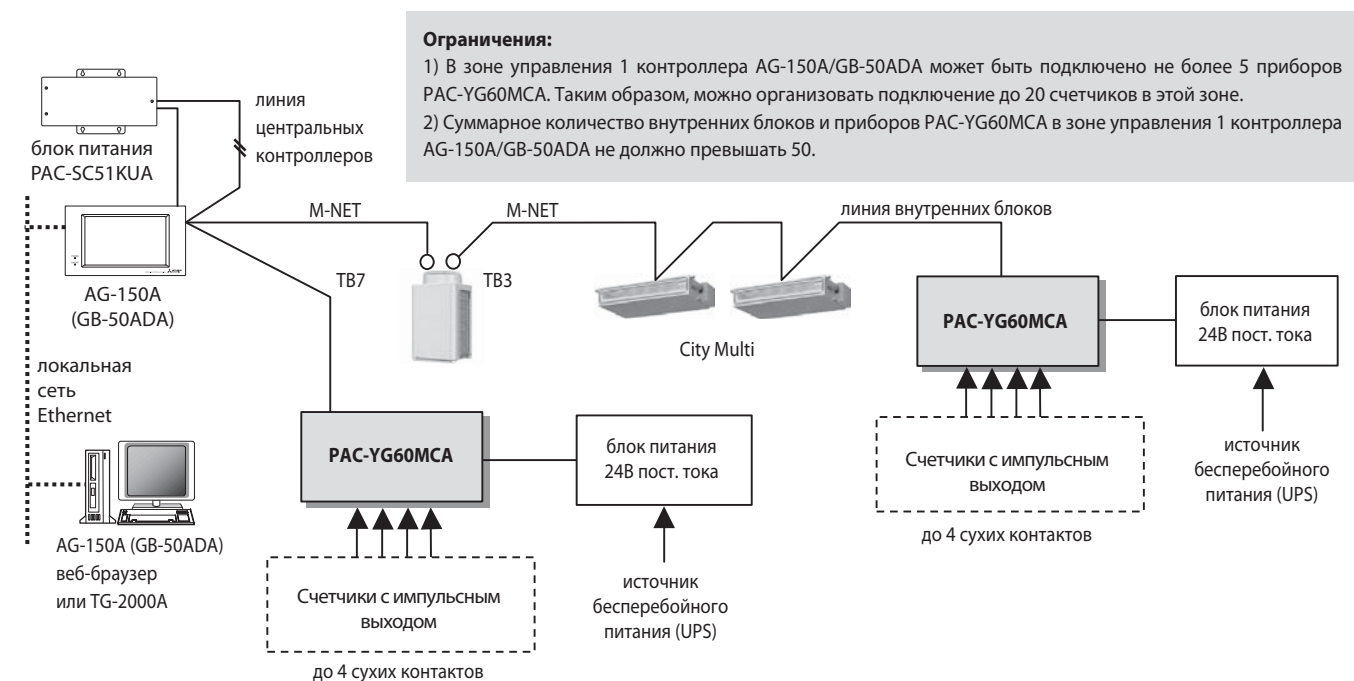 Ограничения:
1) В зоне управления 1 контроллера AG-150A/GB-50ADA может быть подключено не более 5 приборов
PAC-YG60MCA. Таким образом, можно организовать подключение до 20 счетчиков в этой зоне.
2) Суммарное количество внутренних блоков и приборов PAC-YG60MCA в зоне управления 1 контроллера
AG-150A/GB-50ADA не должно превышать 50.
блок питания
PAC-SC51KUA
линия
центральных
контроллеров
M-NET
M-NET
линия внутренних блоков
TB7
TB3
AG-150A
(GB-50ADA)
City Multi
PAC-YG60MCA
блок питания
24В пост. тока
локальная
сеть
Ethernet
PAC-YG60MCA
блок питания
24В пост. тока
Счетчики с импульсным
выходом
источник
бесперебойного
питания (UPS)
до 4 сухих контактов
AG-150A (GB-50ADA)
веб-браузер
или TG-2000A
Счетчики с импульсным
выходом
источник
бесперебойного
питания (UPS)
до 4 сухих контактов